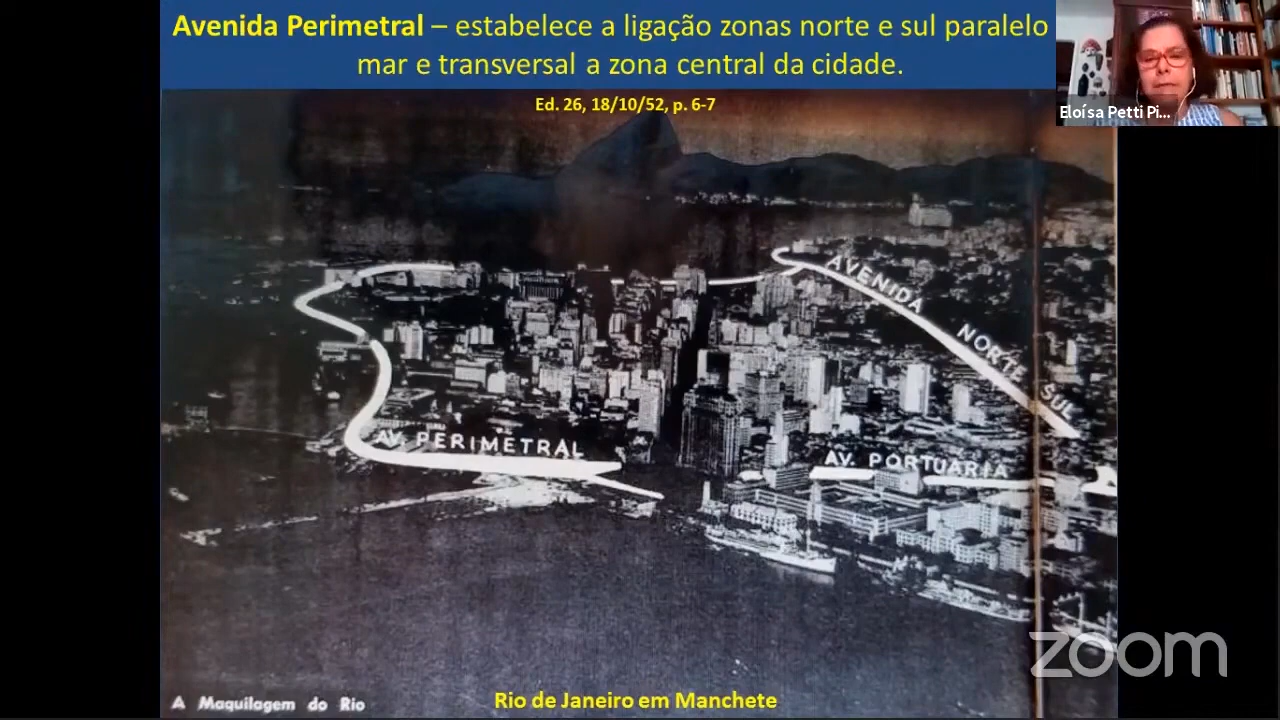 Avenida Perimetral – estabelece a ligação zonas norte e sul paralelo
mar e transversal a zona central da cidade.
Ed. 26, 18/10/52, p. 6-7
Eloísa Petti Pi...
AVENIDA NORTE SUL
AV. PERIMETRAL
AV. PORTUARIA
zoom
A Maquilagem do Rio
Rio de Janeiro em Manchete